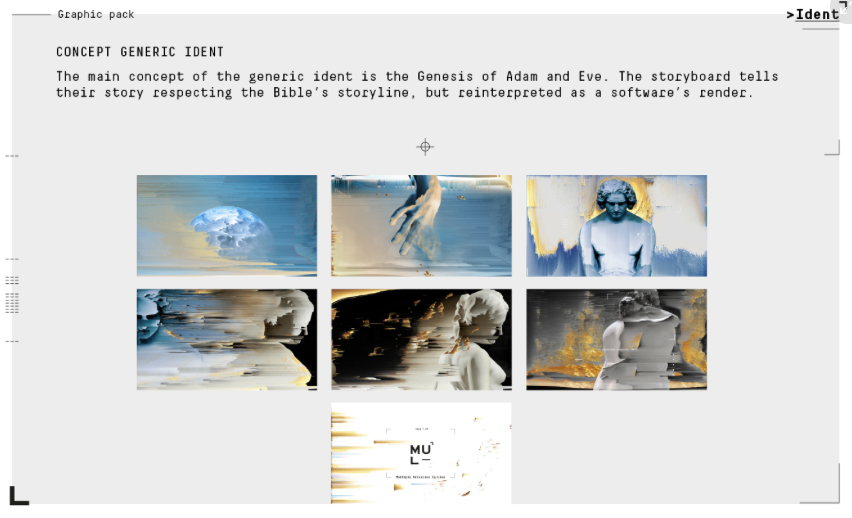 Graphic pack
>Ident
CONCEPT GENERIC IDENT
The main concept of the generic ident is the Genesis of Adam and Eve. The storyboard tells
their story respecting the Bible's storyline, but reinterpreted as a software's render.
MU
L